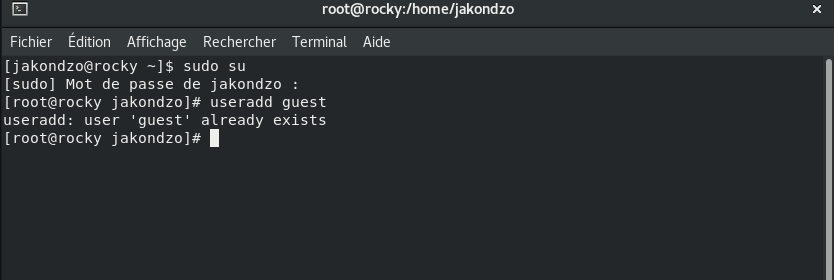 root@rocky:/home/jakondzo
Fichier Édition Affichage Rechercher Terminal Aide
[jakondzo@rocky ~]$ sudo su
[sudo] Mot de passe de jakondzo :
[root@rocky jakondzo]# useradd guest
useradd: user 'guest' already exists
[root@rocky jakondzo]#